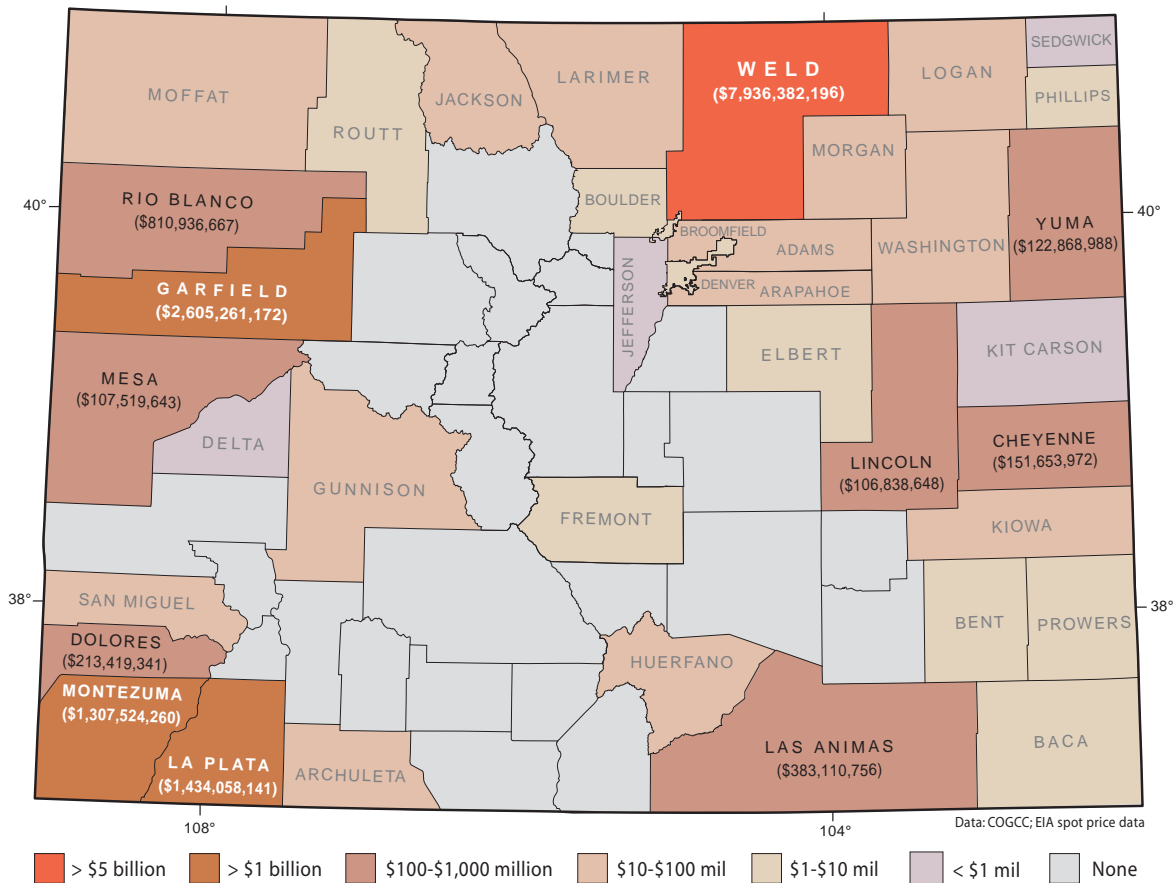 WELD
($7,936,382,196)
LARIMER
LOGAN
SEDGWICK
PHILLIPS
MOFFAT
JACKSON
ROUTT
MORGAN
BOULDER
RIO BLANCO
($810,936,667)
40°
40°
YUMA
($122,868,988)
BROOMFIELD
ADAMS
WASHINGTON
DENVER
ARAPAHOE
GARFIELD
($2,605,261,172)
JEFFERSON
ELBERT
KIT CARSON
MESA
($107,519,643)
DELTA
GUNNISON
LINCOLN
($106,838,648)
CHEYENNE
($151,653,972)
FREMONT
KIOWA
38°
38°
SAN MIGUEL
BENT
PROWERS
DOLORES
($213,419,341)
HUERFANO
MONTEZUMA
($1,307,524,260)
LA PLATA
($1,434,058,141)
ARCHULETA
LAS ANIMAS
($383,110,756)
BACA
108°
104°
Data: COGCC; EIA spot price data
> $5 billion
> $1 billion
$100-$1,000 million
$10-$100 mil
$1-$10 mil
< $1 mil
None